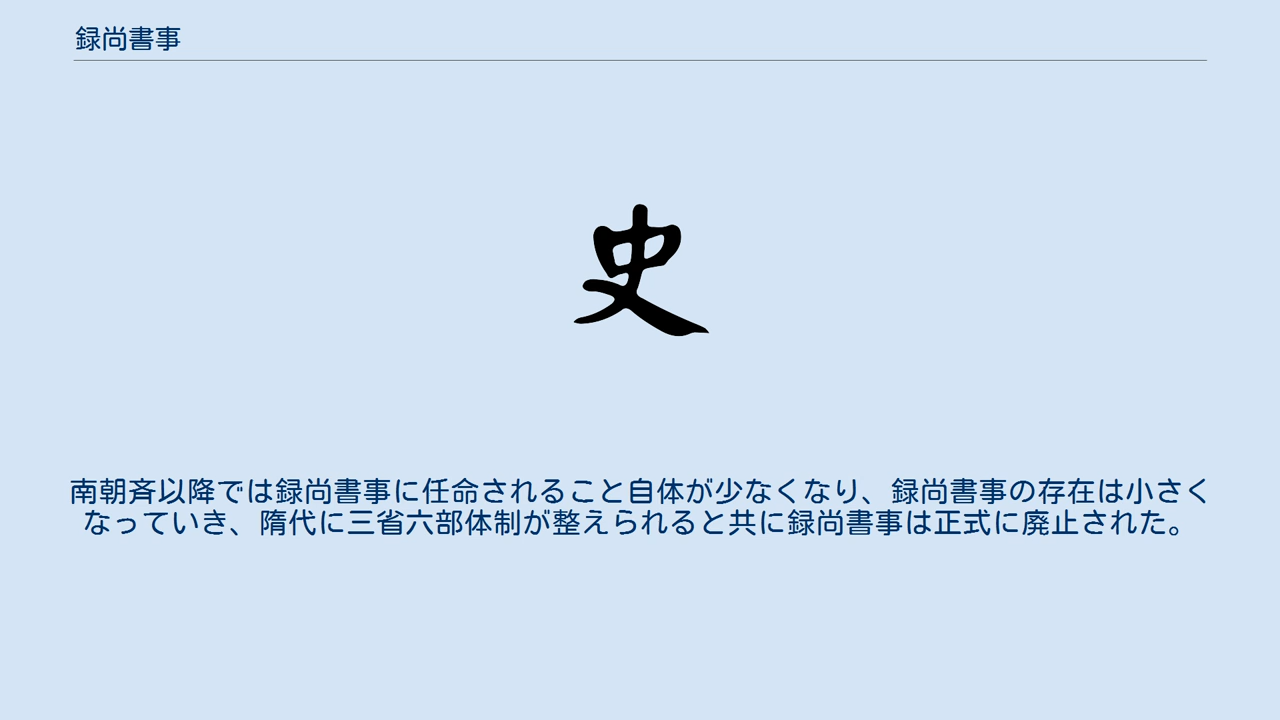 録尚書事
史
南朝斉以降では録尚書事に任命されること自体が少なくなり、録尚書事の存在は小さく
なっていき、隋代に三省六部体制が整えられると共に録尚書事は正式に廃止された。